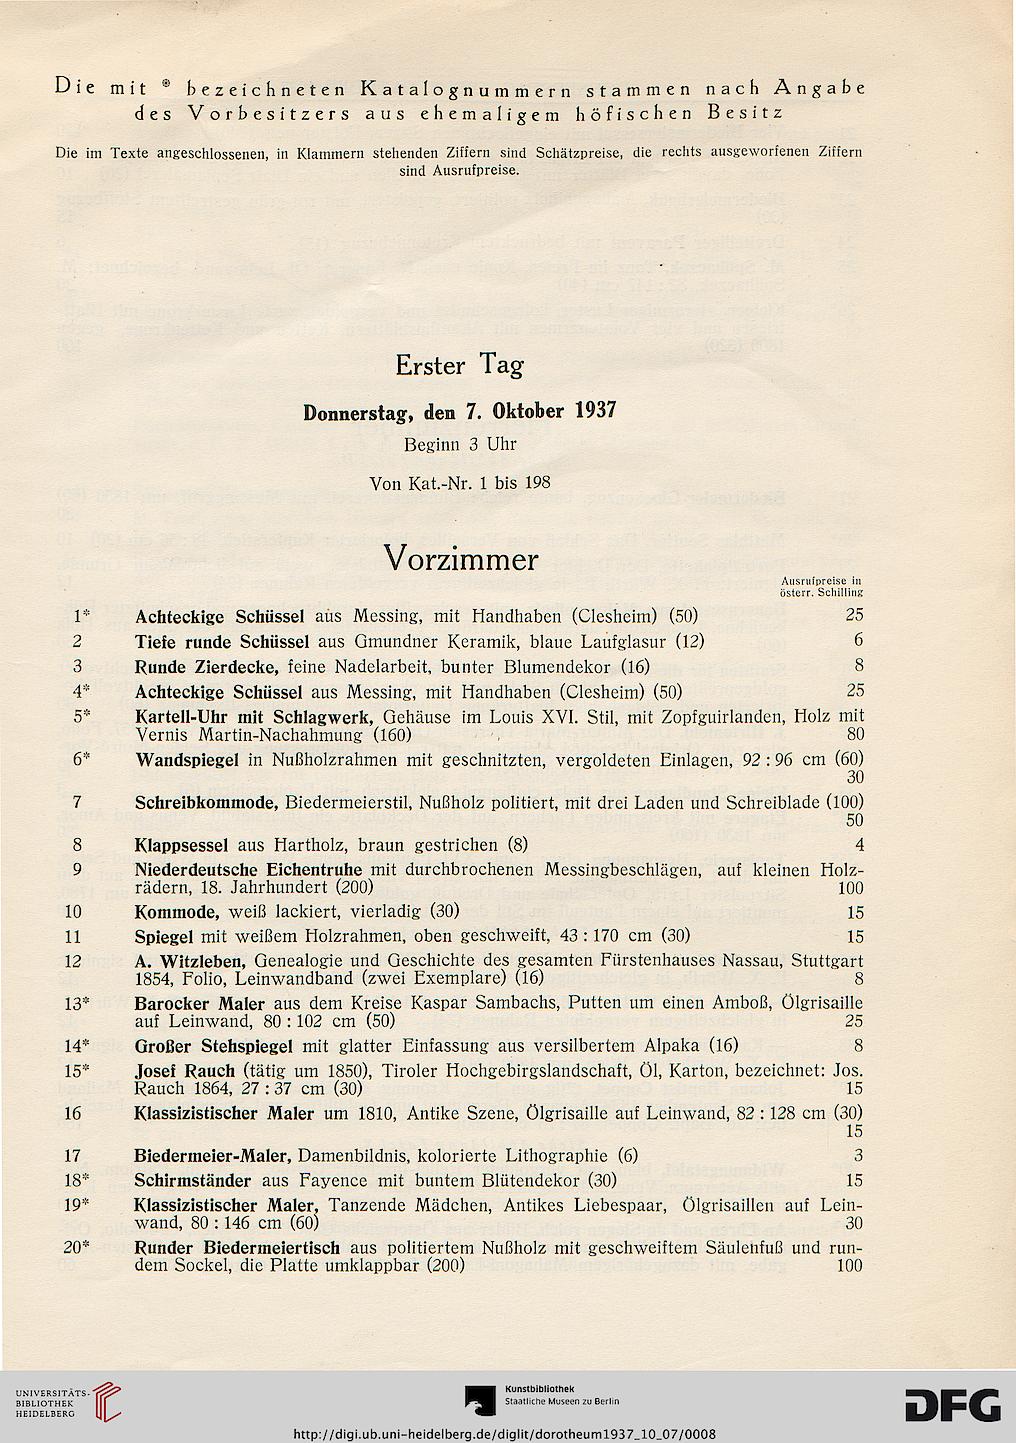 Die mit * bezeichneten Katalognummern stammen nach Angabe
des Vorbesitzers aus ehemaligem höfischen Besitz
Die im Texte angeschlossenen, in Klammern stehenden Ziffern sind Schätzpreise, die rechts ausgeworfenen Ziffern
sind Ausrufpreise.
Erster Tag
Donnerstag, den 7. Oktober 1937
Beginn 3 Uhr
Von Kat.-Nr. 1 bis 198
Vorzimmer
Ausrufpreise in
österr. Schilling
1* Achteckige Schüssel aus Messing, mit Handhaben (Clesheim) (50) 25
2 Tiefe runde Schüssel aus Gmundner Keramik, blaue Laufglasur (12) 6
3 Runde Zierdecke, feine Nadelarbeit, bunter Blumendekor (16) 8
4* Achteckige Schüssel aus Messing, mit Handhaben (Clesheim) (50) 25
5* Kartell-Uhr mit Schlagwerk, Gehäuse im Louis XVI. Stil, mit Zopfguirlanden, Holz mit
Vernis Martin-Nachahmung (160) 80
6* Wandspiegel in Nußholzrahmen mit geschnitzten, vergoldeten Einlagen, 92 : 96 cm (60)
30
7 Schreibkommode, Biedermeierstil, Nußholz politiert, mit drei Laden und Schreiblade (100)
50
8 Klappsessel aus Hartholz, braun gestrichen (8) 4
9 Niederdeutsche Eichentruhe mit durchbrochenen Messingbeschlägen, auf kleinen Holz-
rädern, 18. Jahrhundert (200) 100
10 Kommode, weiß lackiert, vierladig (30) 15
11 Spiegel mit weißem Holzrahmen, oben geschweift, 43 : 170 cm (30) 15
12 A. Witzleben, Genealogie und Geschichte des gesamten Fürstenhauses Nassau, Stuttgart
1854, Folio, Leinwandband (zwei Exemplare) (16) 8
13* Barocker Maler aus dem Kreise Kaspar Sambachs, Putten um einen Amboß, Ölgrisaille
auf Leinwand, 80 : 102 cm (50) 25
14* Großer Stehspiegel mit glatter Einfassung aus versilbertem Alpaka (16) 8
15* Josef Rauch (tätig um 1850), Tiroler Hochgebirgslandschaft, Öl, Karton, bezeichnet: Jos.
Rauch 1864, 27 : 37 cm (30) 15
16 Klassizistischer Maler um 1810, Antike Szene, Ölgrisaille auf Leinwand, 82 : 128 cm (30)
15
17 Biedermeier-Maler, Damenbildnis, kolorierte Lithographie (6) 3
18* Schirmständer aus Fayence mit buntem Blütendekor (30) 15
19* Klassizistischer Maler, Tanzende Mädchen, Antikes Liebespaar, Ölgrisaillen auf Lein-
wand, 80 : 146 cm (60) 30
20* Runder Biedermeiertisch aus politiertem Nußholz mit geschweiftem Säulenfuß und run-
dem Sockel, die Platte umklappbar (200) 100
UNIVERSITÄTS-
BIBLIOTHEK
HEIDELBERG
Kunstbibliothek
Staatliche Museen zu Berlin
DFG
http://digi.ub.uni-heidelberg.de/diglit/dorotheum1937_10_07/0008